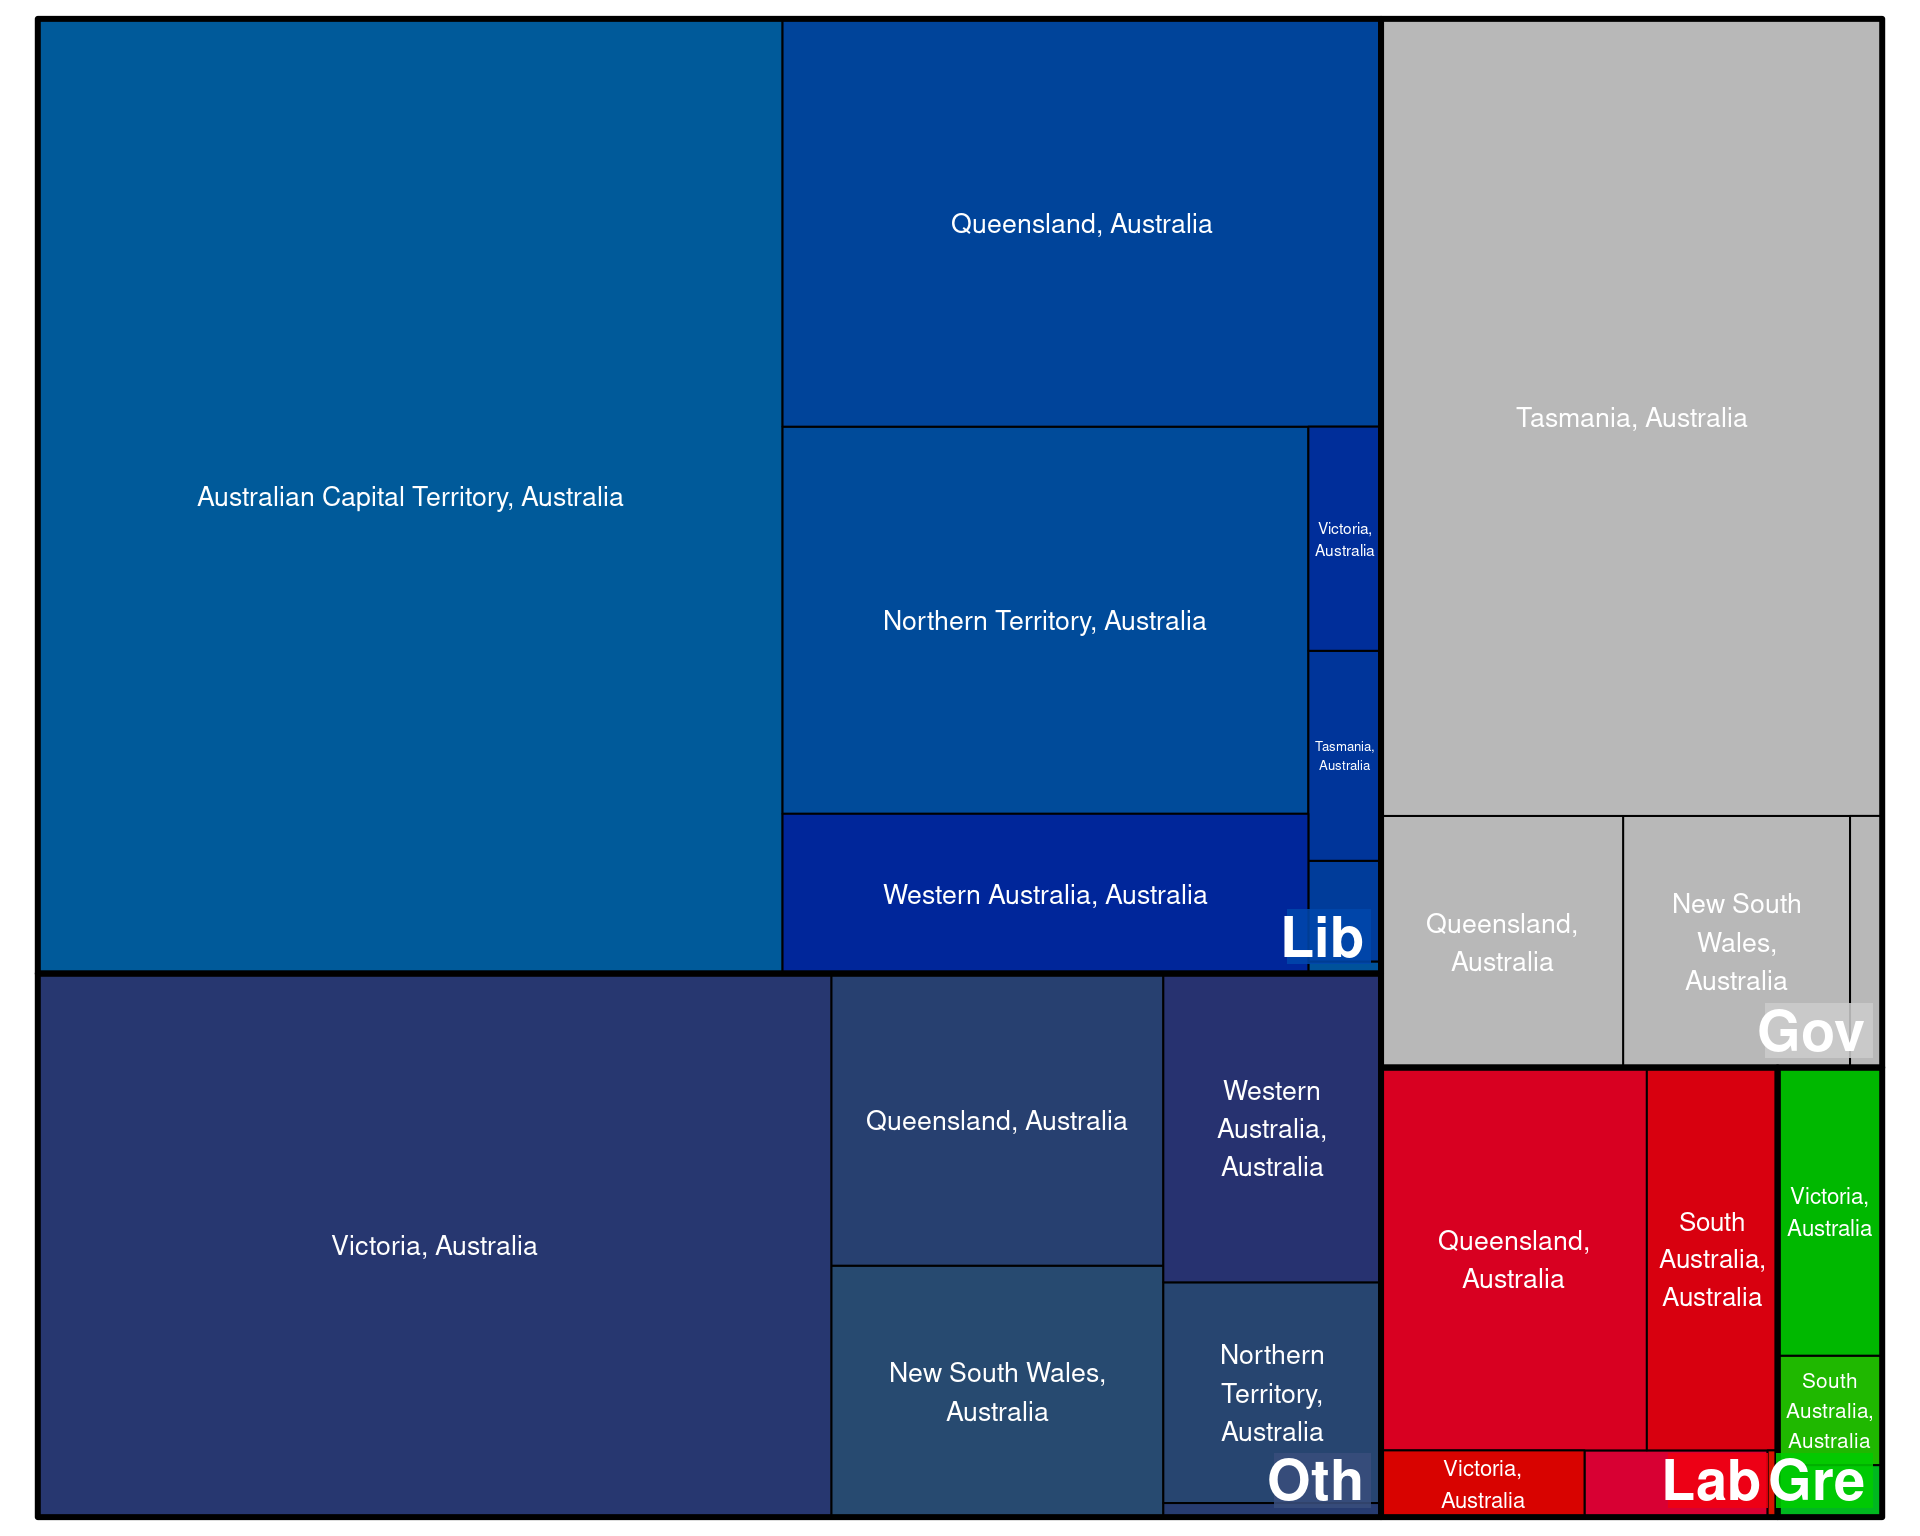 Australian Capital Territory, Australia
Queensland, Australia
Northern Territory, Australia
Victoria,
Australia
Tasmania,
Australia
Western Australia, Australia
Lib
Tasmania, Australia
Queensland,
Australia
New South
Wales,
Australia
Gov
Victoria, Australia
Queensland, Australia
New South Wales,
Australia
Western
Australia,
Australia
Northern
Territory,
Australia
Oth
Queensland,
Australia
South
Australia,
Australia
Victoria,
Australia
Lab
Victoria,
Australia
South
Australia,
Australia
Gre